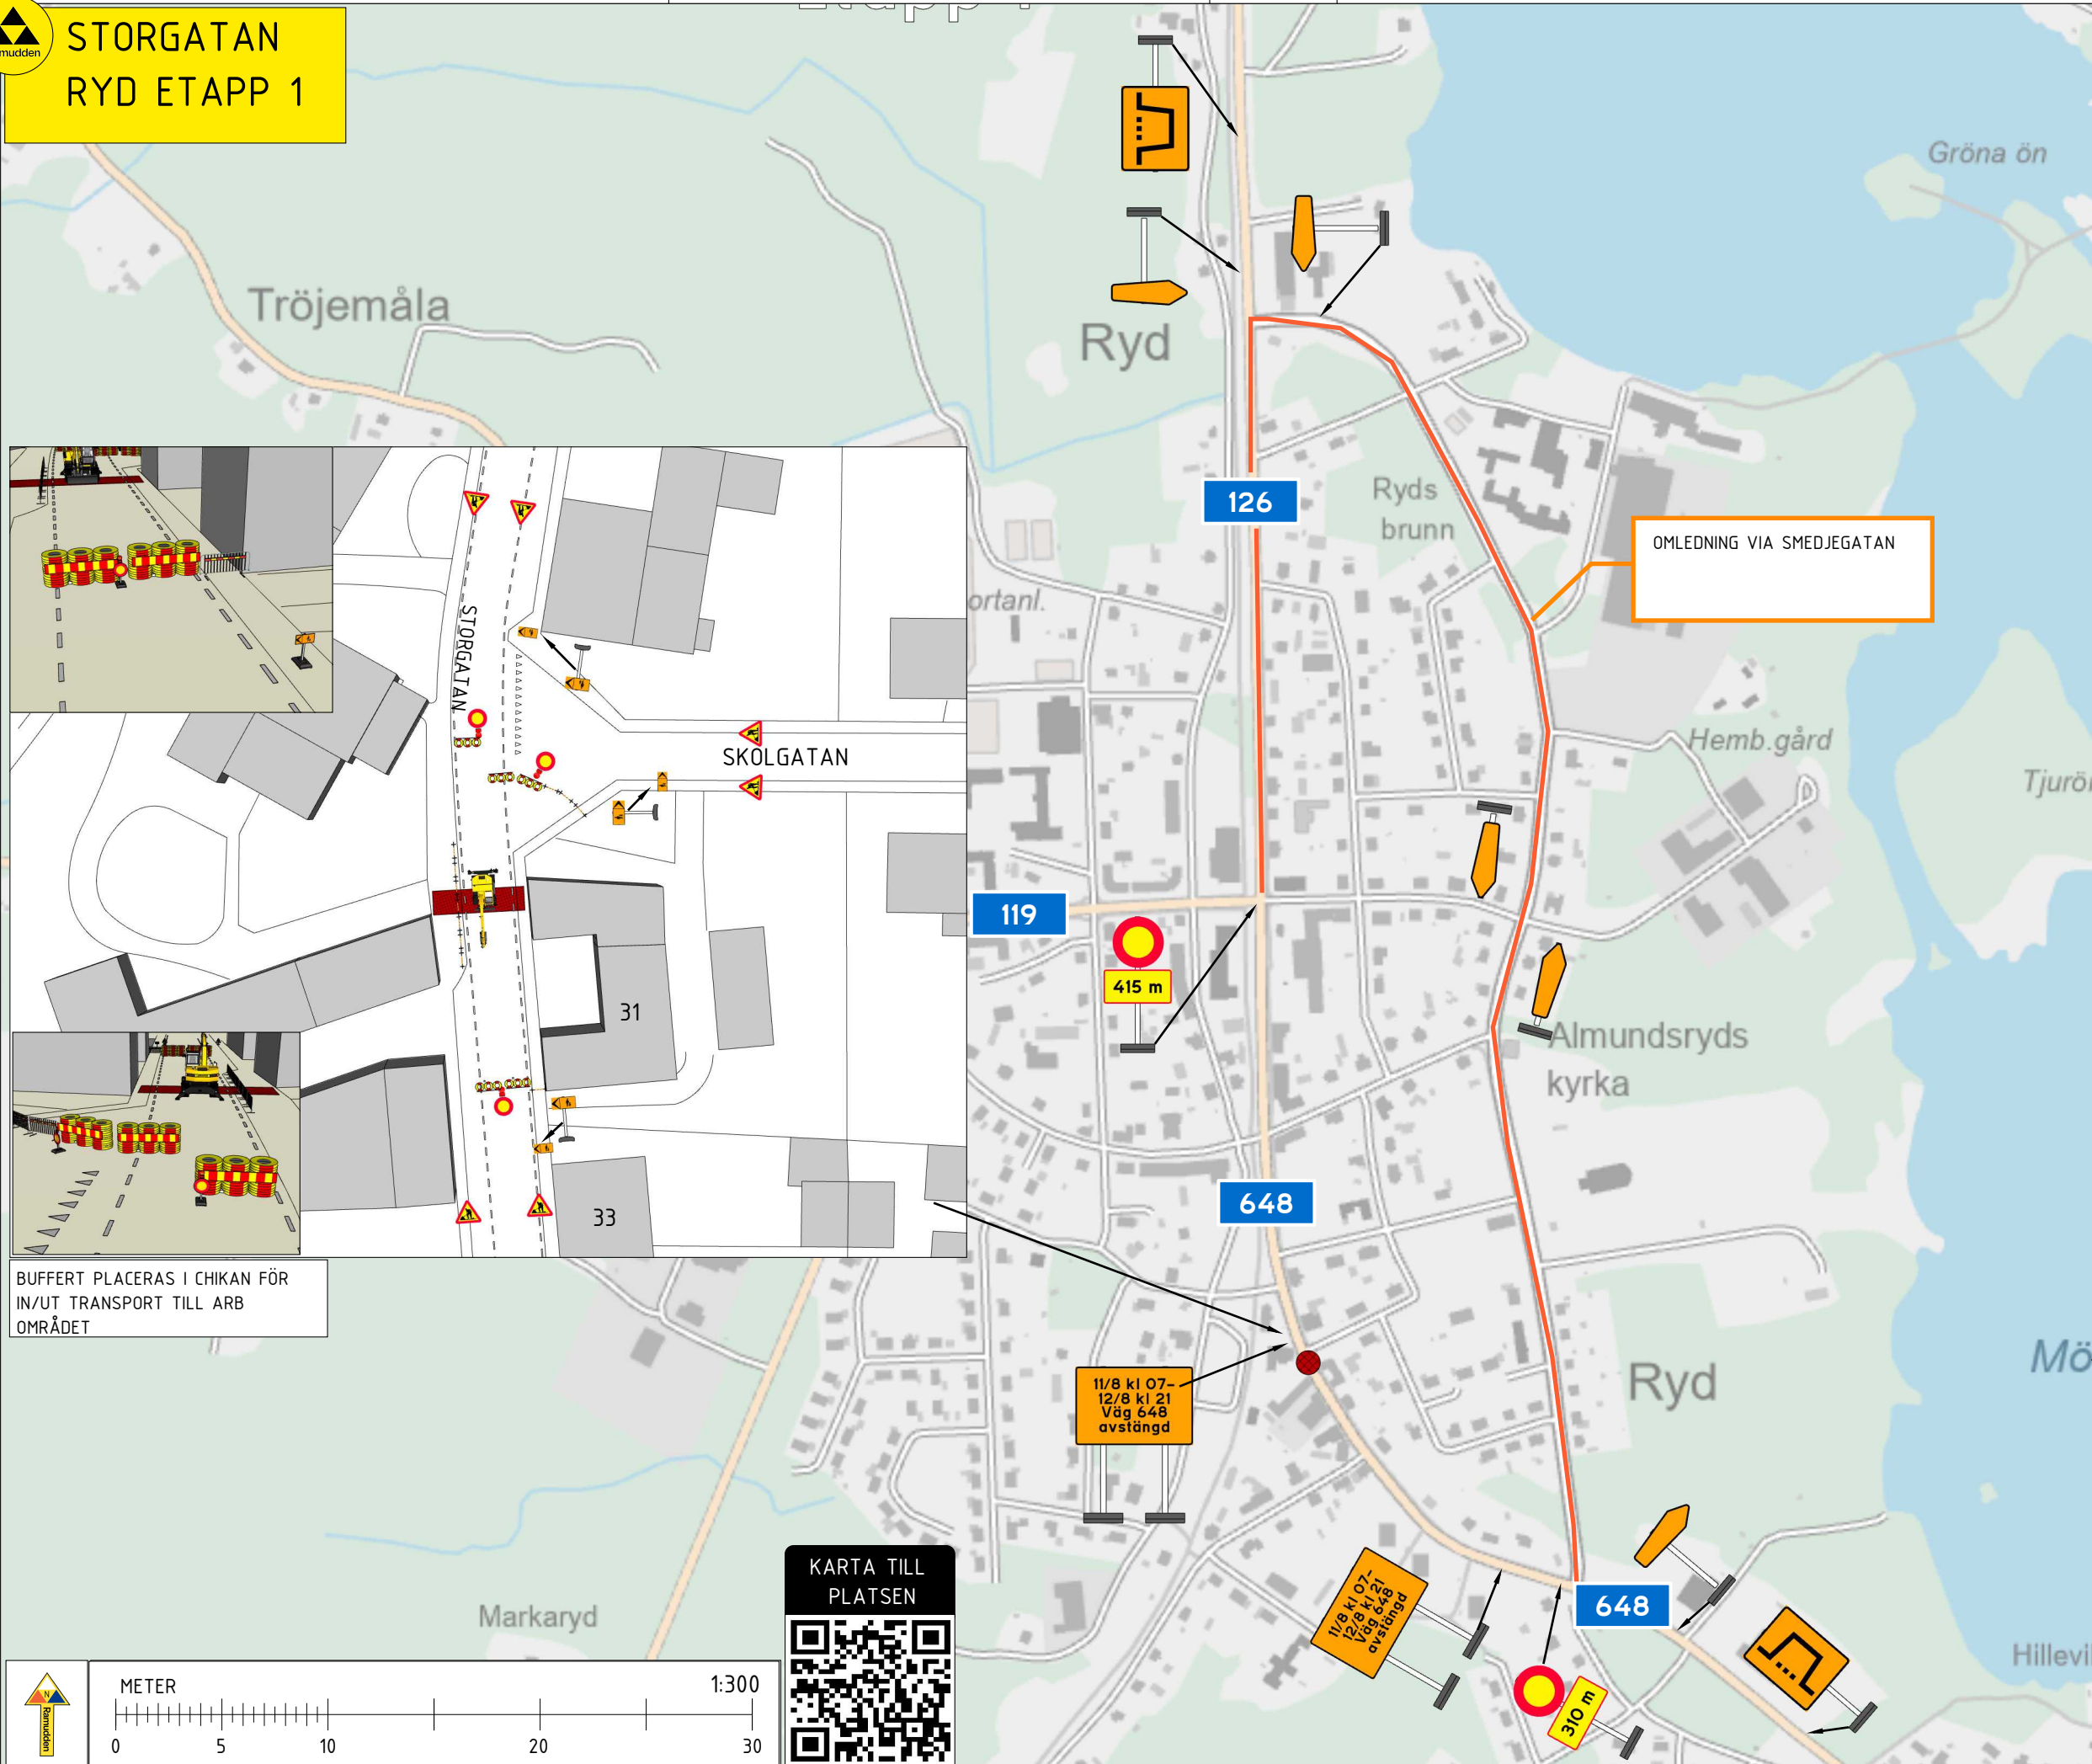 mudden
STORGATAN
RYD ETAPP 1
Gröna ön
Tröjemåla
Ryd
126
Ryds
brunn
OMLEDNING VIA SMEDJEGATAN
ortanl.
STORGATAN
SKOLGATAN
Hemb.gård
119
415 m
31
Almundsryds
kyrka
648
33
BUFFERT PLACERAS I CHIKAN FÖR
IN/UT TRANSPORT TILL ARB
OMRÅDET
11/8 kl 07-
12/8 kl 21
Väg 648
avstängd
Ryd
Mö
KARTA TILL
PLATSEN
11/8 kl 07-
12/8 kl 21
Väg 648
avstängd
648
310 m
Markaryd
Hillevi
N
Ramudden
METER
1:300
0 5 10 20 30